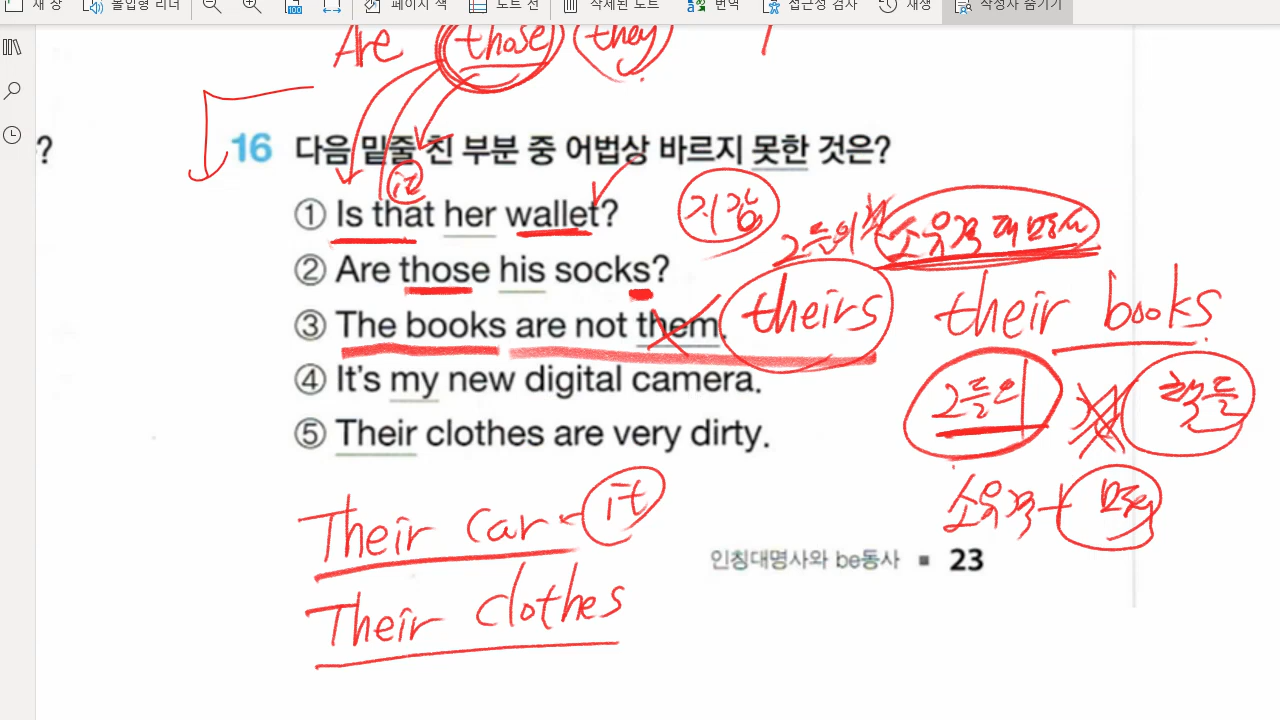 새 창 몰입형 리더 100 페이지 색 노트 전 삭제된 노트 번역 접근성 검사 재생 작성자 숨기기
Are those they
?
16 다음 밑줄 친 부분 중 어법상 바르지 못한 것은?
it
① Is that her wallet? 지갑
그들의 것 소유격 대명사
② Are those his socks?
③ The books are not them. theirs their books
④ It's my new digital camera. 그들의 책들
⑤ Their clothes are very dirty.
Their car it 소유격 + 명사
인칭대명사와 be동사 ■ 23
Their clothes